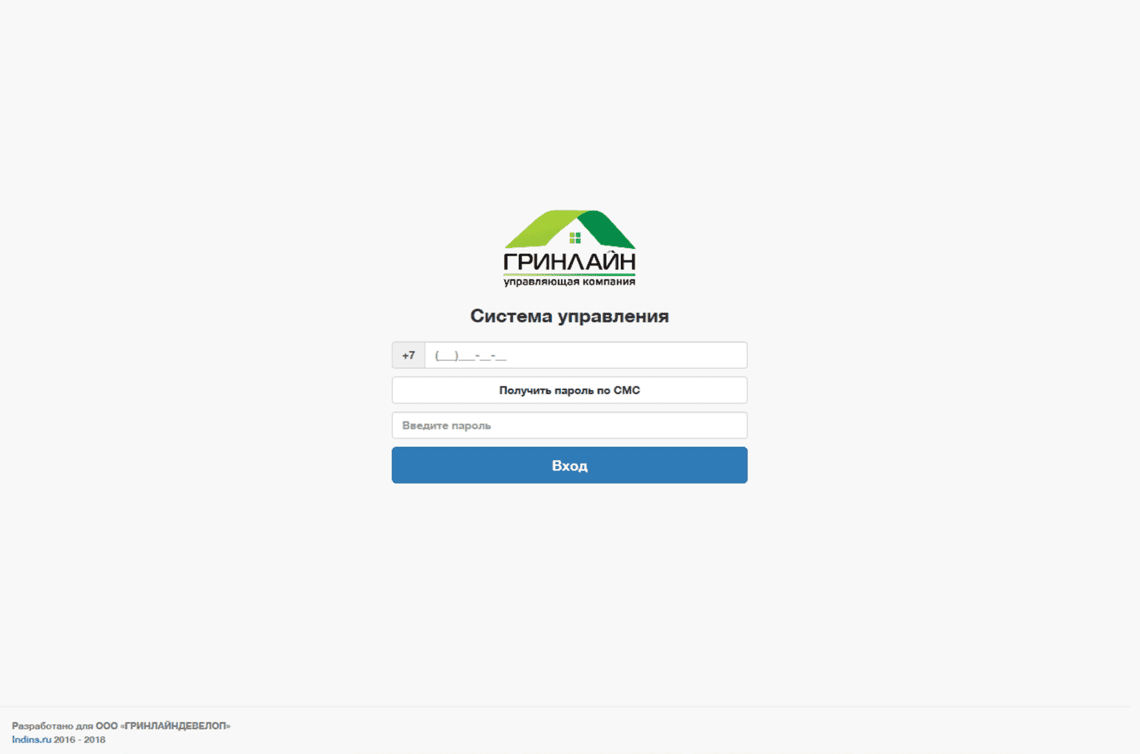 ГРИНЛАЙН
управляющая компания
Система управления
+7 (___)___-__-__
Получить пароль по СМС
Введите пароль
Вход
Разработано для ООО «ГРИНЛАЙНДЕВЕЛОП»
Indins.ru 2016 - 2018